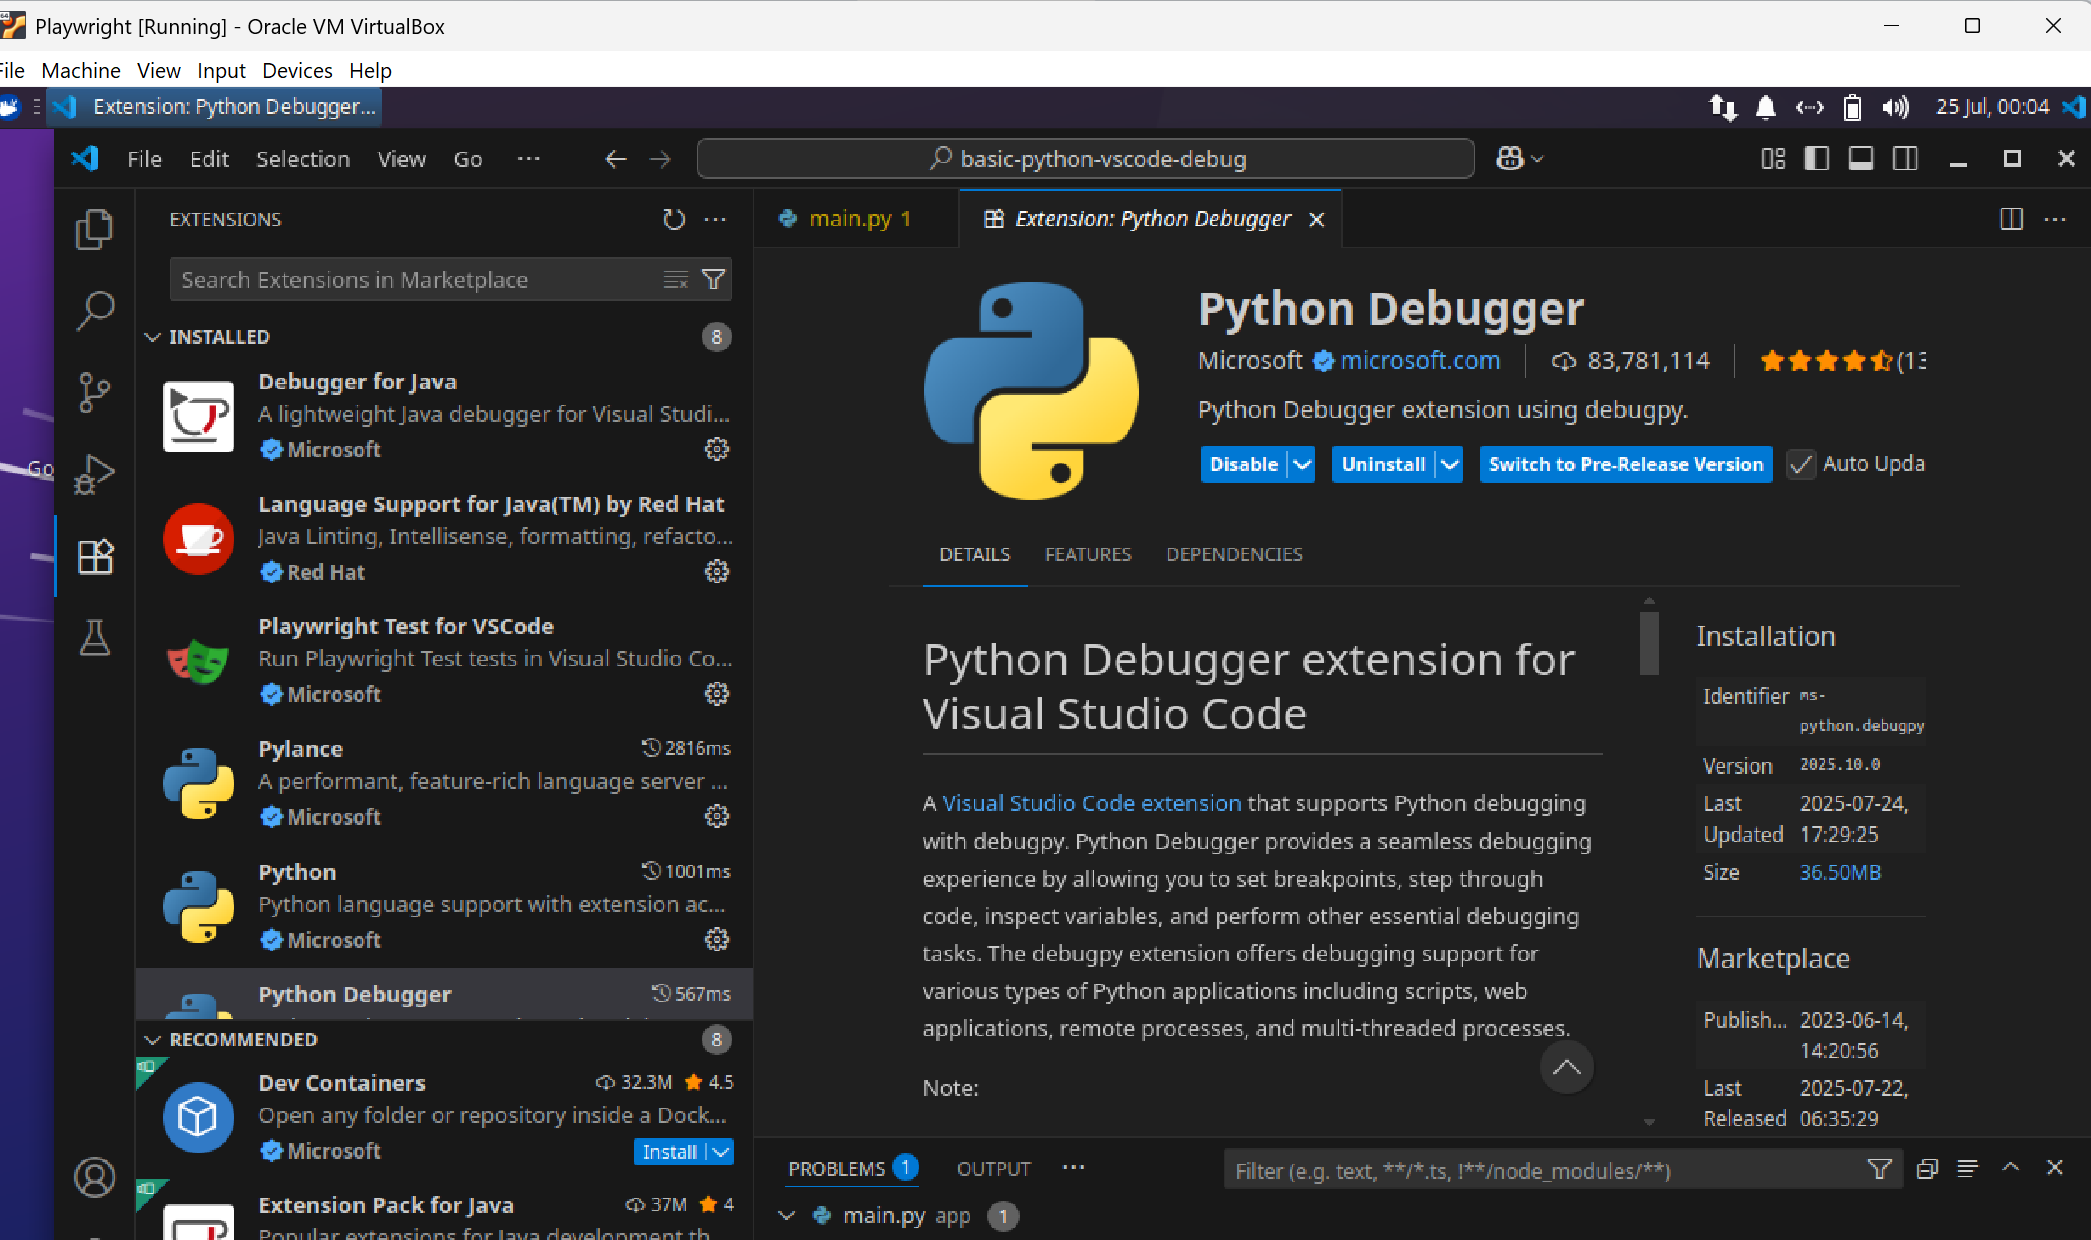 Playwright [Running] - Oracle VM VirtualBox
File Machine View Input Devices Help
Extension: Python Debugger...
25 Jul, 00:04
File Edit Selection View Go ···
basic-python-vscode-debug
EXTENSIONS
Search Extensions in Marketplace
INSTALLED 8
Debugger for Java
A lightweight Java debugger for Visual Studi...
Microsoft
Language Support for Java(TM) by Red Hat
Java Linting, Intellisense, formatting, refacto...
Red Hat
Playwright Test for VSCode
Run Playwright Test tests in Visual Studio Co...
Microsoft
Pylance 2816ms
A performant, feature-rich language server ...
Microsoft
Python 1001ms
Python language support with extension ac...
Microsoft
Python Debugger 567ms
RECOMMENDED 8
Dev Containers 32.3M 4.5
Open any folder or repository inside a Dock...
Microsoft Install
Extension Pack for Java 37M 4
Popular extensions for Java development th
Go
main.py 1
Extension: Python Debugger
Python Debugger
Microsoft microsoft.com 83,781,114 (13
Python Debugger extension using debugpy.
Disable Uninstall Switch to Pre-Release Version Auto Upda
DETAILS FEATURES DEPENDENCIES
Python Debugger extension for
Visual Studio Code
A Visual Studio Code extension that supports Python debugging
with debugpy. Python Debugger provides a seamless debugging
experience by allowing you to set breakpoints, step through
code, inspect variables, and perform other essential debugging
tasks. The debugpy extension offers debugging support for
various types of Python applications including scripts, web
applications, remote processes, and multi-threaded processes.
Note:
Installation
Identifier ms-
python.debugpy
Version 2025.10.0
Last 2025-07-24,
Updated 17:29:25
Size 36.50MB
Marketplace
Publish... 2023-06-14,
14:20:56
Last 2025-07-22,
Released 06:35:29
PROBLEMS 1 OUTPUT ···
Filter (e.g. text, **/*.ts, !**/node_modules/**)
main.py app 1